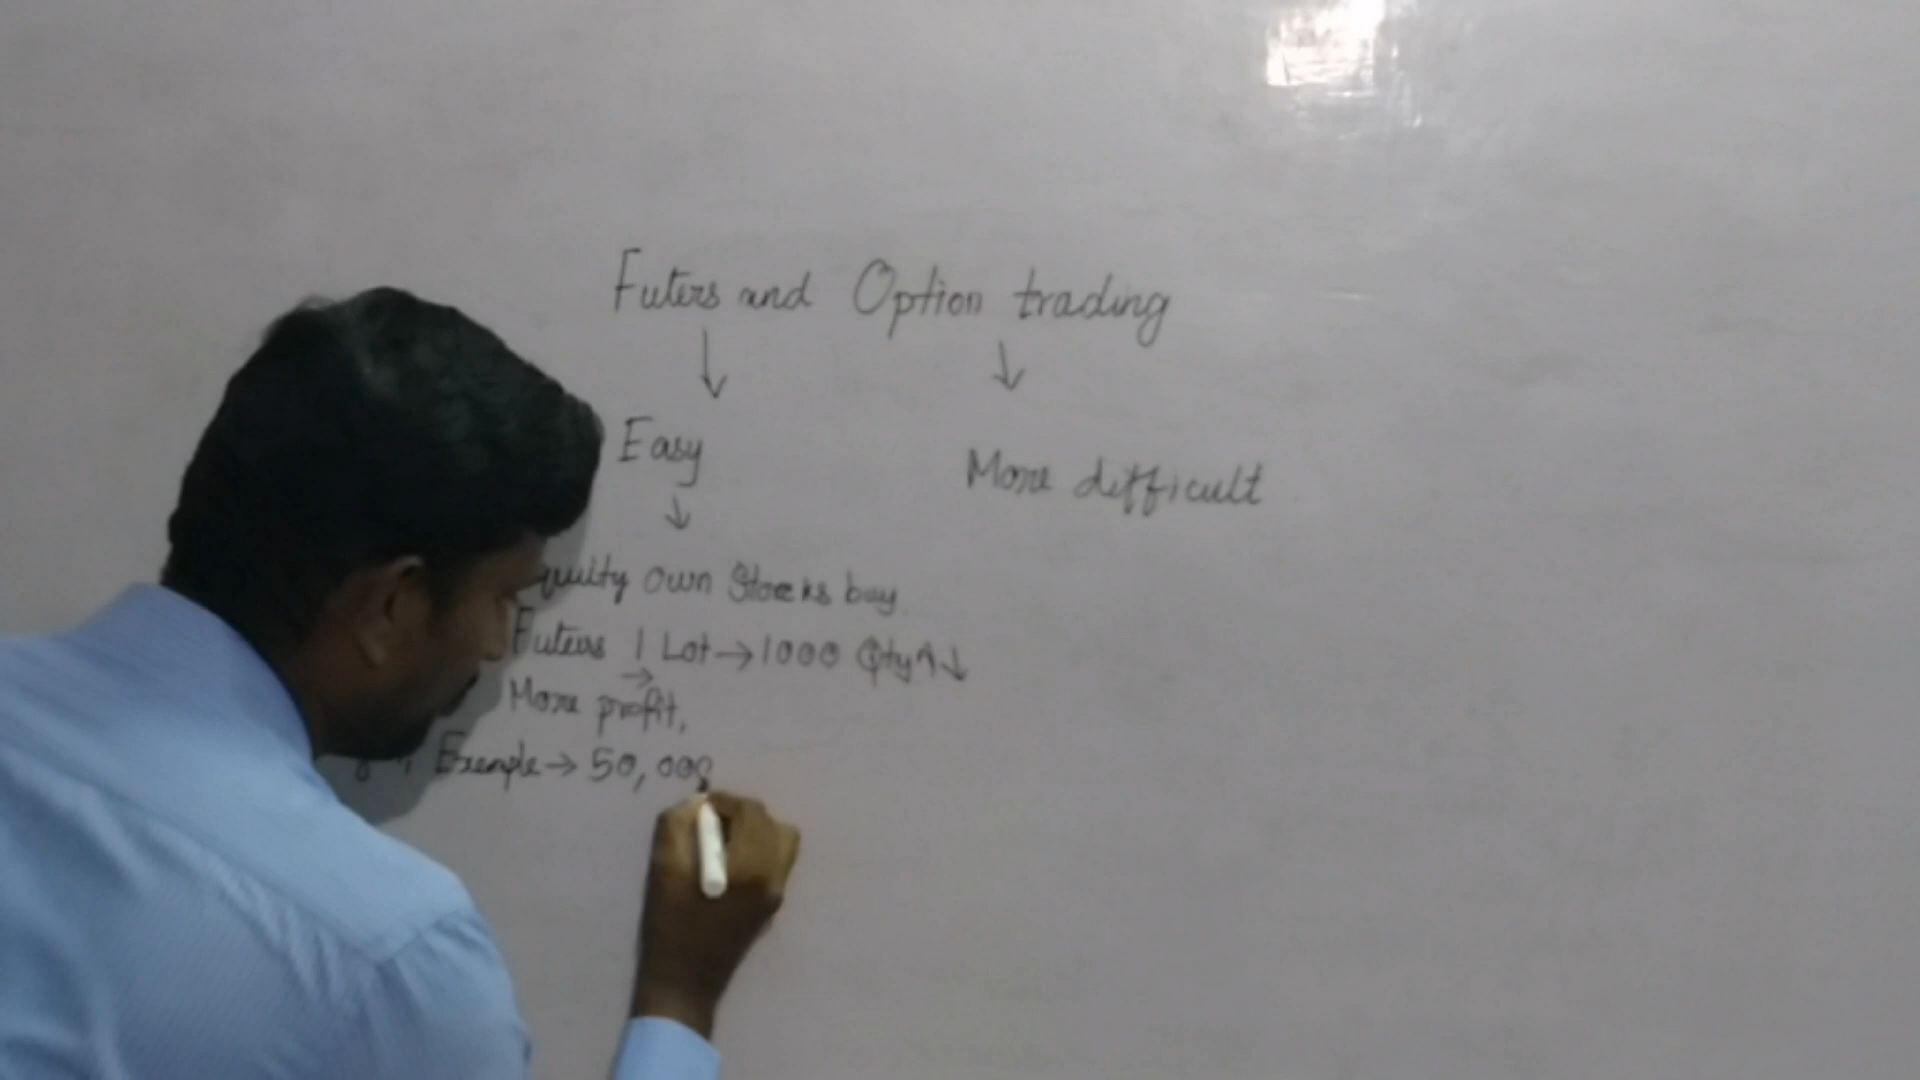 Futers and Option trading
↓ ↓
Easy More difficult
↓
quity own Stocks buy
Futers 1 Lot → 1000 Qty ↑↓
→
More profit,
Exemple → 50,000